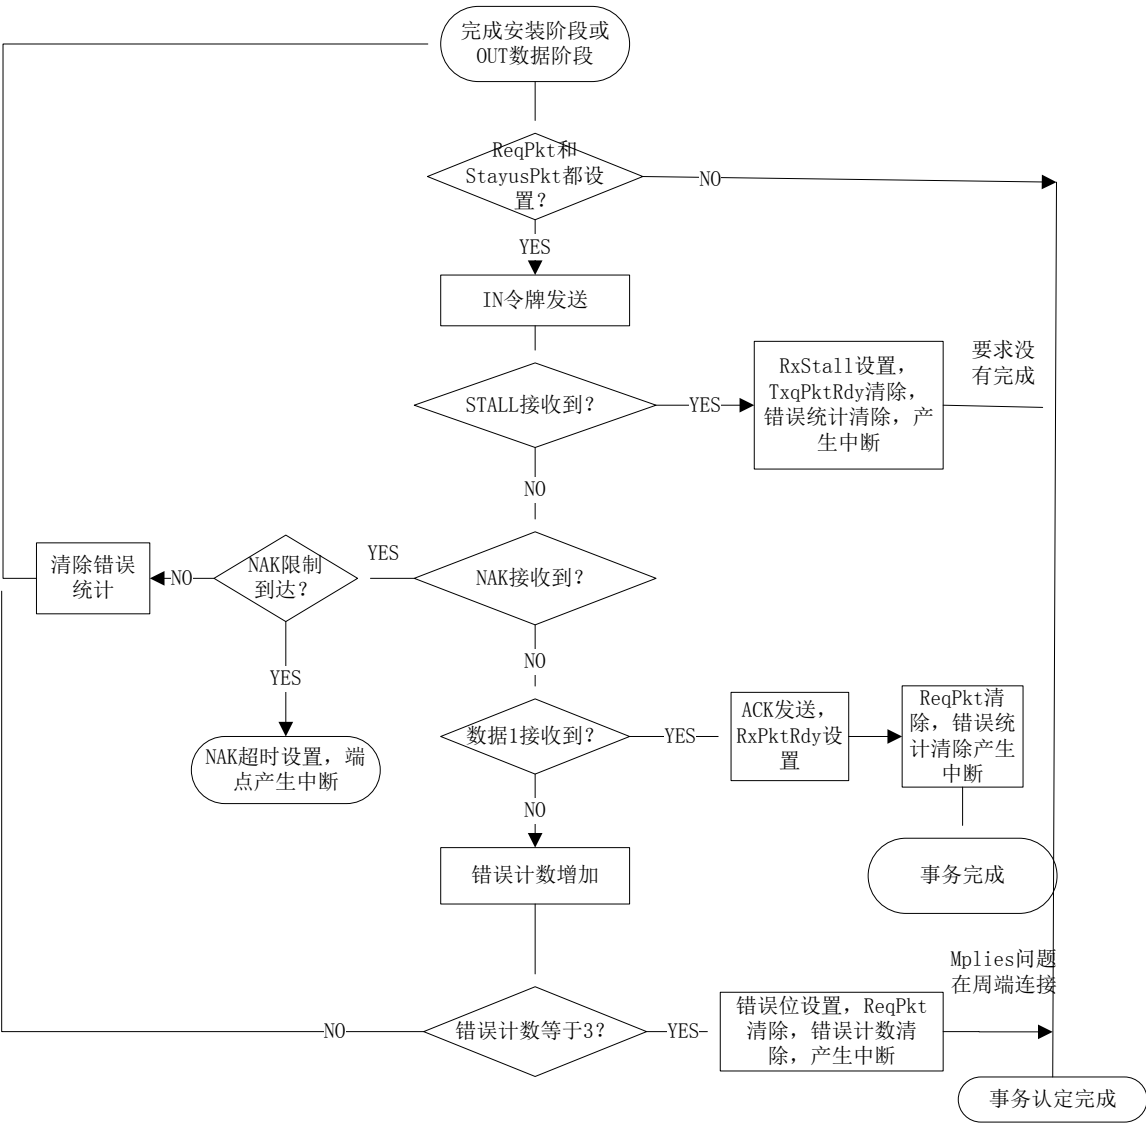 完成安装阶段或
OUT数据阶段
ReqPkt和
StayusPkt都设
置？
NO
YES
IN令牌发送
STALL接收到？
YES
RxStall设置，
TxqPktRdy清除，
错误统计清除，产
生中断
要求没
有完成
NO
NAK接收到？
YES
NAK限制
到达？
NO
清除错误
统计
YES
NAK超时设置，端
点产生中断
NO
数据1接收到？
YES
ACK发送，
RxPktRdy设
置
ReqPkt清
除，错误统
计清除产生
中断
事务完成
NO
错误计数增加
错误计数等于3？
NO
YES
错误位设置，ReqPkt
清除，错误计数清
除，产生中断
Mplies问题
在周端连接
事务认定完成